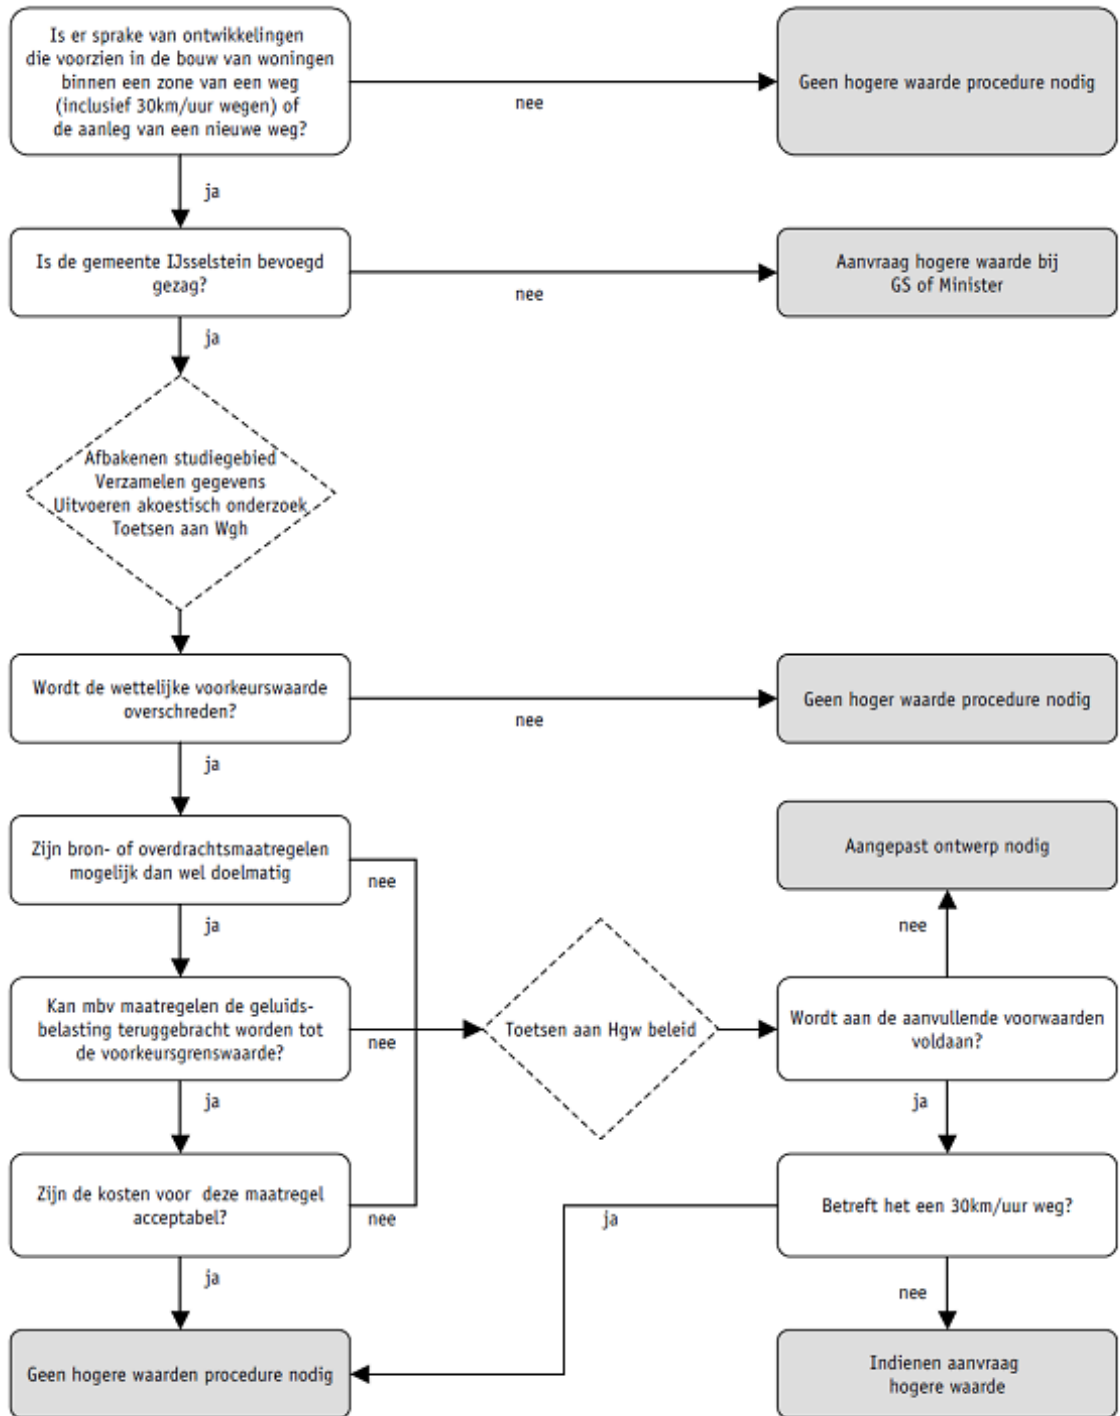 Is er sprake van ontwikkelingen
die voorzien in de bouw van woningen
binnen een zone van een weg
(inclusief 30km/uur wegen) of
de aanleg van een nieuwe weg?
nee
Geen hogere waarde procedure nodig
ja
Is de gemeente IJsselstein bevoegd
gezag?
nee
Aanvraag hogere waarde bij
GS of Minister
ja
Afbakenen studiegebied
Verzamelen gegevens
Uitvoeren akoestisch onderzoek
Toetsen aan Wgh
Wordt de wettelijke voorkeurswaarde
overschreden?
nee
Geen hoger waarde procedure nodig
ja
Zijn bron- of overdrachtsmaatregelen
mogelijk dan wel doelmatig
nee
ja
Kan mbv maatregelen de geluids-
belasting teruggebracht worden tot
de voorkeursgrenswaarde?
nee
ja
Zijn de kosten voor deze maatregel
acceptabel?
nee
ja
Geen hogere waarden procedure nodig
Toetsen aan Hgw beleid
Aangepast ontwerp nodig
nee
Wordt aan de aanvullende voorwaarden
voldaan?
ja
Betreft het een 30km/uur weg?
ja
nee
Indienen aanvraag
hogere waarde